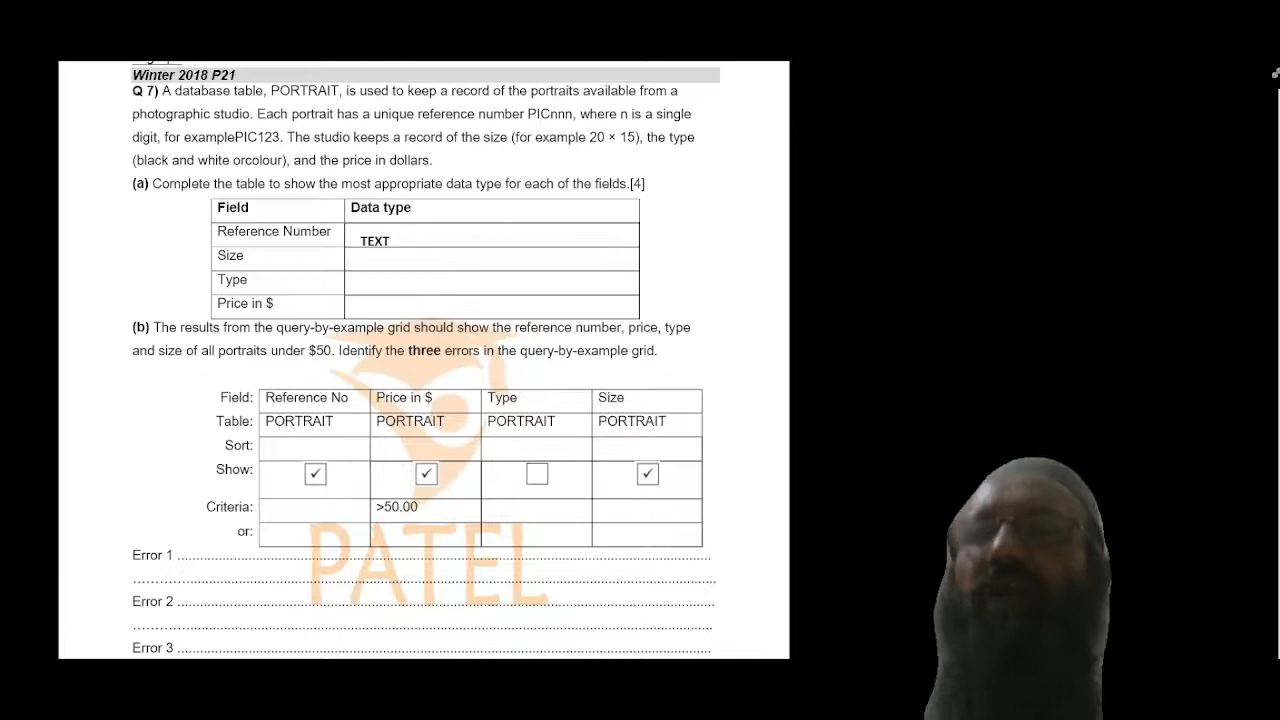 Winter 2018 P21
Q 7) A database table, PORTRAIT, is used to keep a record of the portraits available from a
photographic studio. Each portrait has a unique reference number PICnnn, where n is a single
digit, for examplePIC123. The studio keeps a record of the size (for example 20 × 15), the type
(black and white orcolour), and the price in dollars.
(a) Complete the table to show the most appropriate data type for each of the fields.[4]
Field Data type
Reference Number TEXT
Size
Type
Price in $
(b) The results from the query-by-example grid should show the reference number, price, type
and size of all portraits under $50. Identify the three errors in the query-by-example grid.
Field: Reference No Price in $ Type Size
Table: PORTRAIT PORTRAIT PORTRAIT PORTRAIT
Sort:
Show: ✓ ✓ ✓
Criteria: >50.00
or:
PATEL
Error 1 ................................................................
................................................................
Error 2 ................................................................
................................................................
Error 3 ................................................................